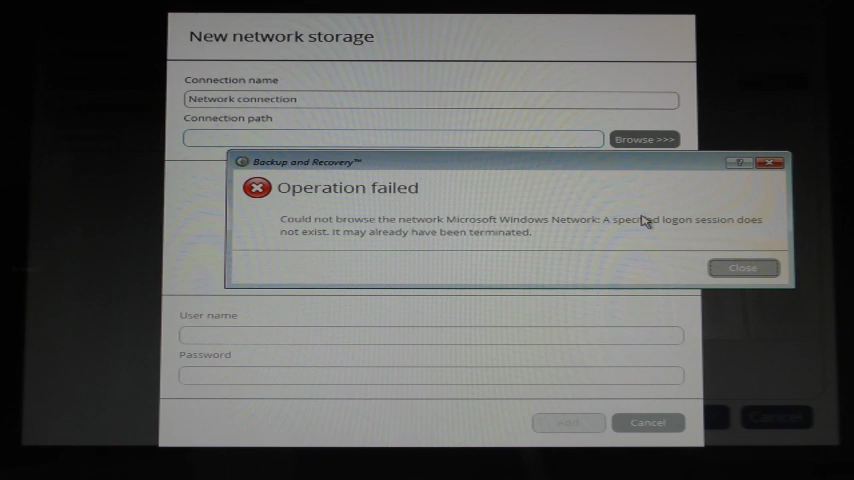 New network storage
Connection name
Network connection
Connection path
Browse >>>
Backup and Recovery™
Operation failed
Could not browse the network Microsoft Windows Network: A specified logon session does
not exist. It may already have been terminated.
Close
User name
Password
Add
Cancel
Cancel